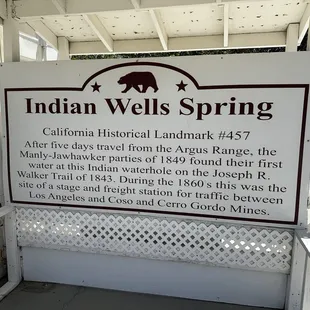 Indian Wells Spring
California Historical Landmark #457
After five days travel from the Argus Range, the
Manly-Jawhawker parties of 1849 found their first
water at this Indian waterhole on the Joseph R.
Walker Trail of 1843. During the 1860's this was the
site of a stage and freight station for traffic between
Los Angeles and Coso and Cerro Gordo Mines.